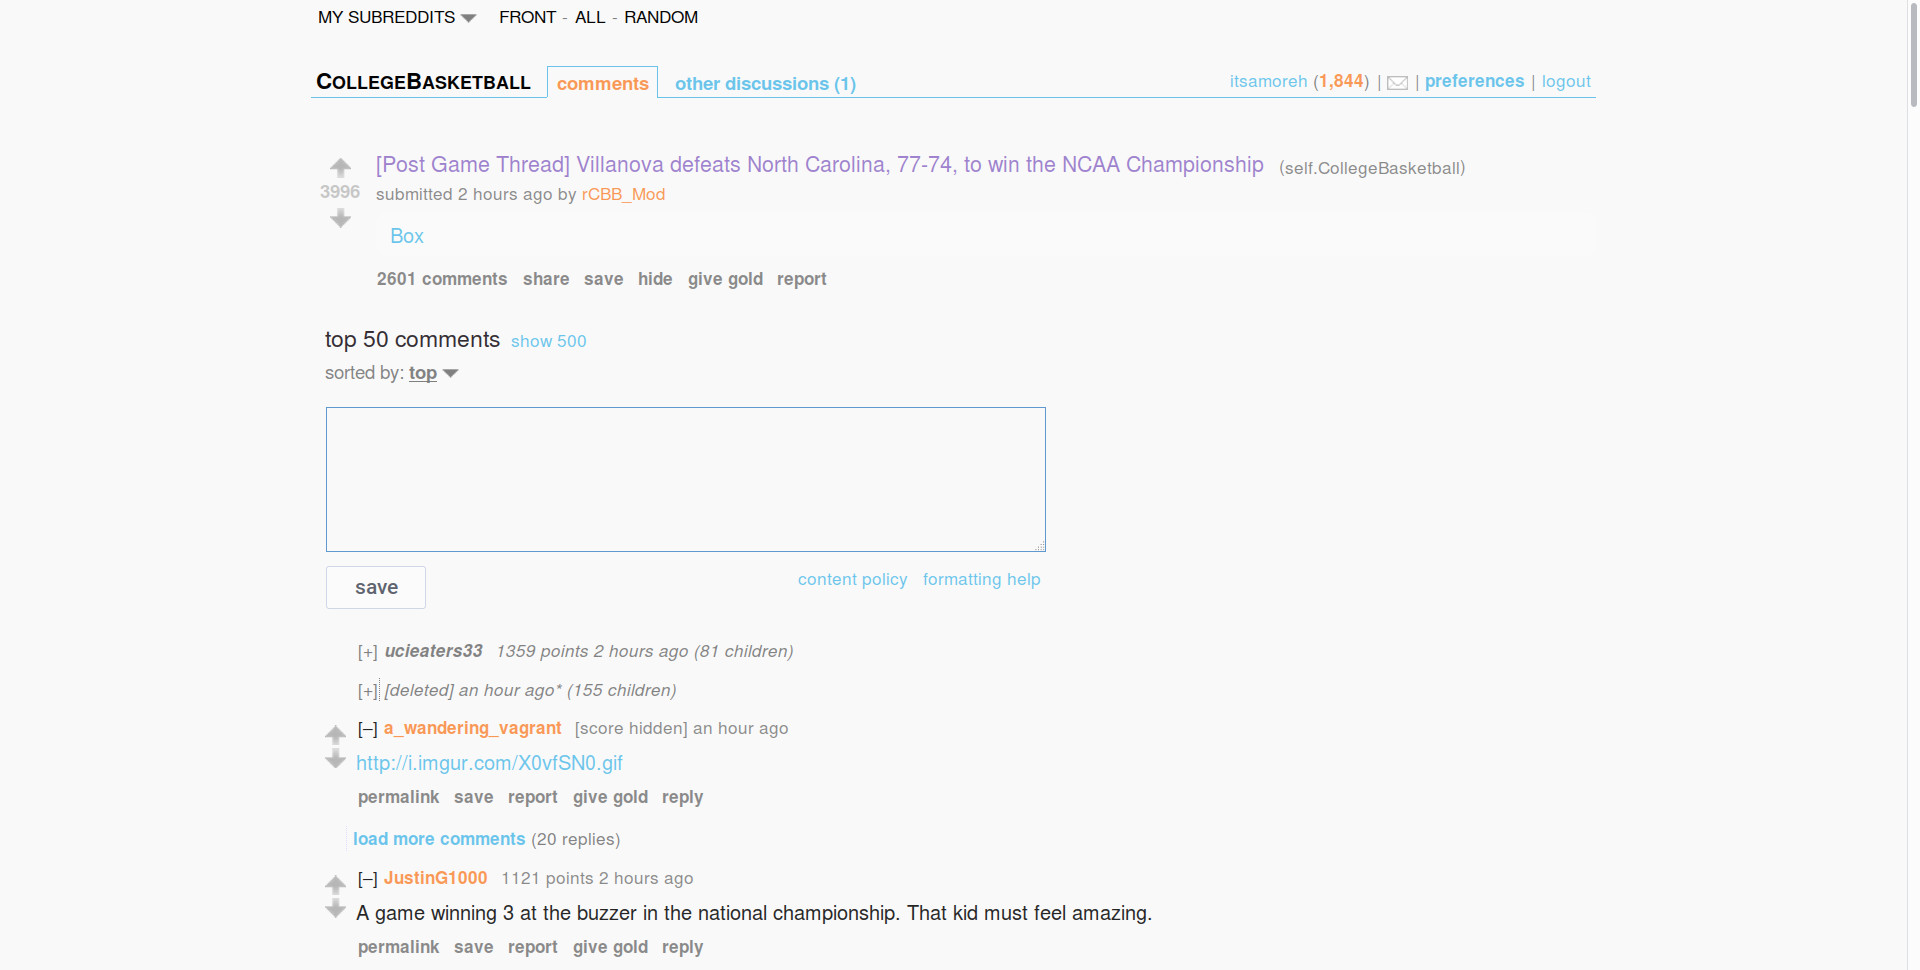 MY SUBREDDITS FRONT - ALL - RANDOM
COLLEGEBASKETBALL comments other discussions (1) itsamoreh (1,844) | | preferences | logout
[Post Game Thread] Villanova defeats North Carolina, 77-74, to win the NCAA Championship (self.CollegeBasketball)
3996
submitted 2 hours ago by rCBB_Mod
Box
2601 comments share save hide give gold report
top 50 comments show 500
sorted by: top
save content policy formatting help
[+] ucieaters33 1359 points 2 hours ago (81 children)
[+] [deleted] an hour ago* (155 children)
[–] a_wandering_vagrant [score hidden] an hour ago
http://i.imgur.com/X0vfSN0.gif
permalink save report give gold reply
load more comments (20 replies)
[–] JustinG1000 1121 points 2 hours ago
A game winning 3 at the buzzer in the national championship. That kid must feel amazing.
permalink save report give gold reply